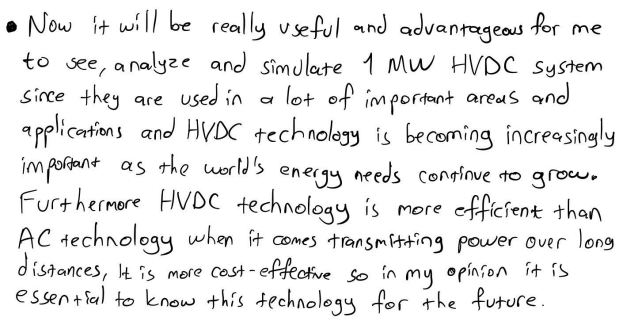 • Now it will be really useful and advantageous for me
to see, analyze and simulate 1 MW HVDC system
since they are used in a lot of important areas and
applications and HVDC technology is becoming increasingly
important as the world's energy needs continue to grow.
Furthermore HVDC technology is more efficient than
AC technology when it comes transmitting power over long
distances, It is more cost-effective so in my opinion it is
essential to know this technology for the future.